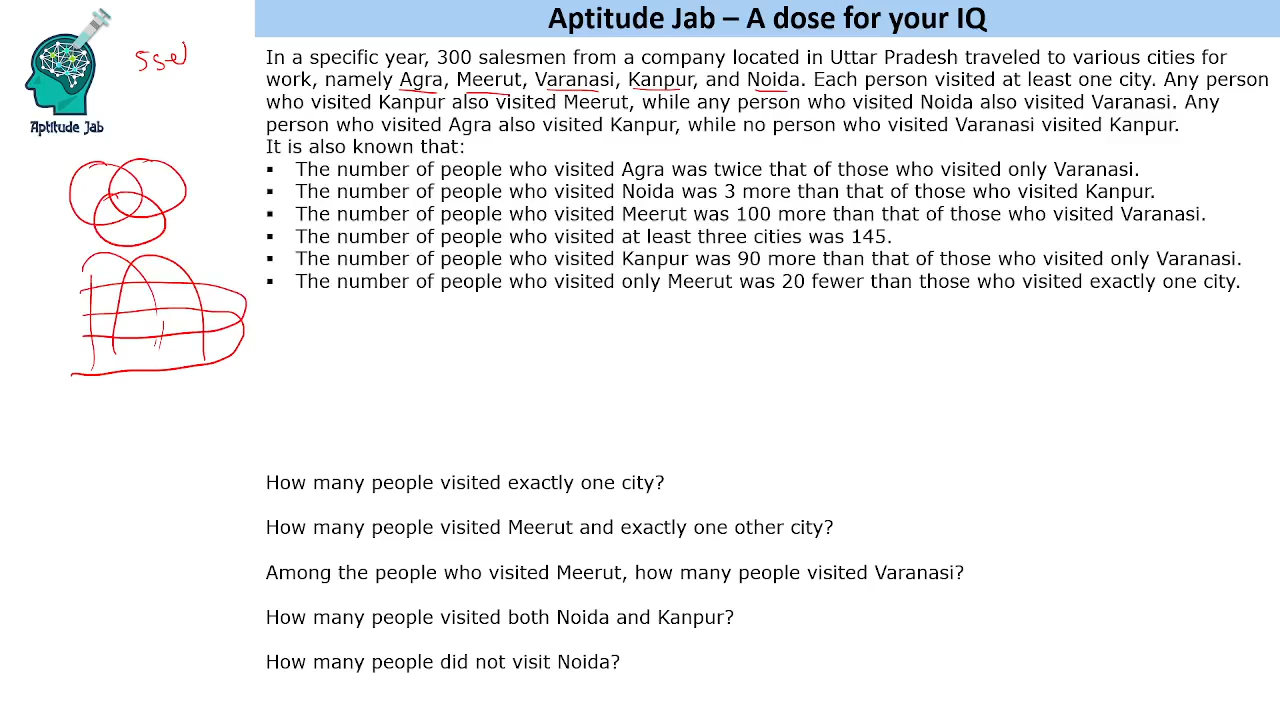 Aptitude Jab – A dose for your IQ
Aptitude Jab
In a specific year, 300 salesmen from a company located in Uttar Pradesh traveled to various cities for
work, namely Agra, Meerut, Varanasi, Kanpur, and Noida. Each person visited at least one city. Any person
who visited Kanpur also visited Meerut, while any person who visited Noida also visited Varanasi. Any
person who visited Agra also visited Kanpur, while no person who visited Varanasi visited Kanpur.
It is also known that:
▪ The number of people who visited Agra was twice that of those who visited only Varanasi.
▪ The number of people who visited Noida was 3 more than that of those who visited Kanpur.
▪ The number of people who visited Meerut was 100 more than that of those who visited Varanasi.
▪ The number of people who visited at least three cities was 145.
▪ The number of people who visited Kanpur was 90 more than that of those who visited only Varanasi.
▪ The number of people who visited only Meerut was 20 fewer than those who visited exactly one city.
How many people visited exactly one city?
How many people visited Meerut and exactly one other city?
Among the people who visited Meerut, how many people visited Varanasi?
How many people visited both Noida and Kanpur?
How many people did not visit Noida?